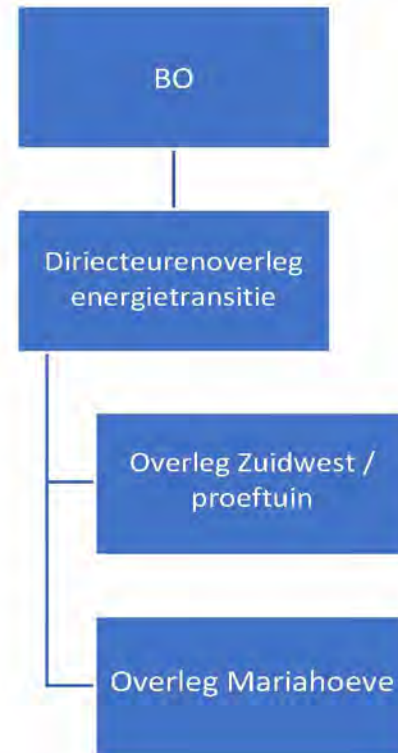 BO
Diriecteurenoverleg
energietransitie
Overleg Zuidwest /
proeftuin
Overleg Mariahoeve